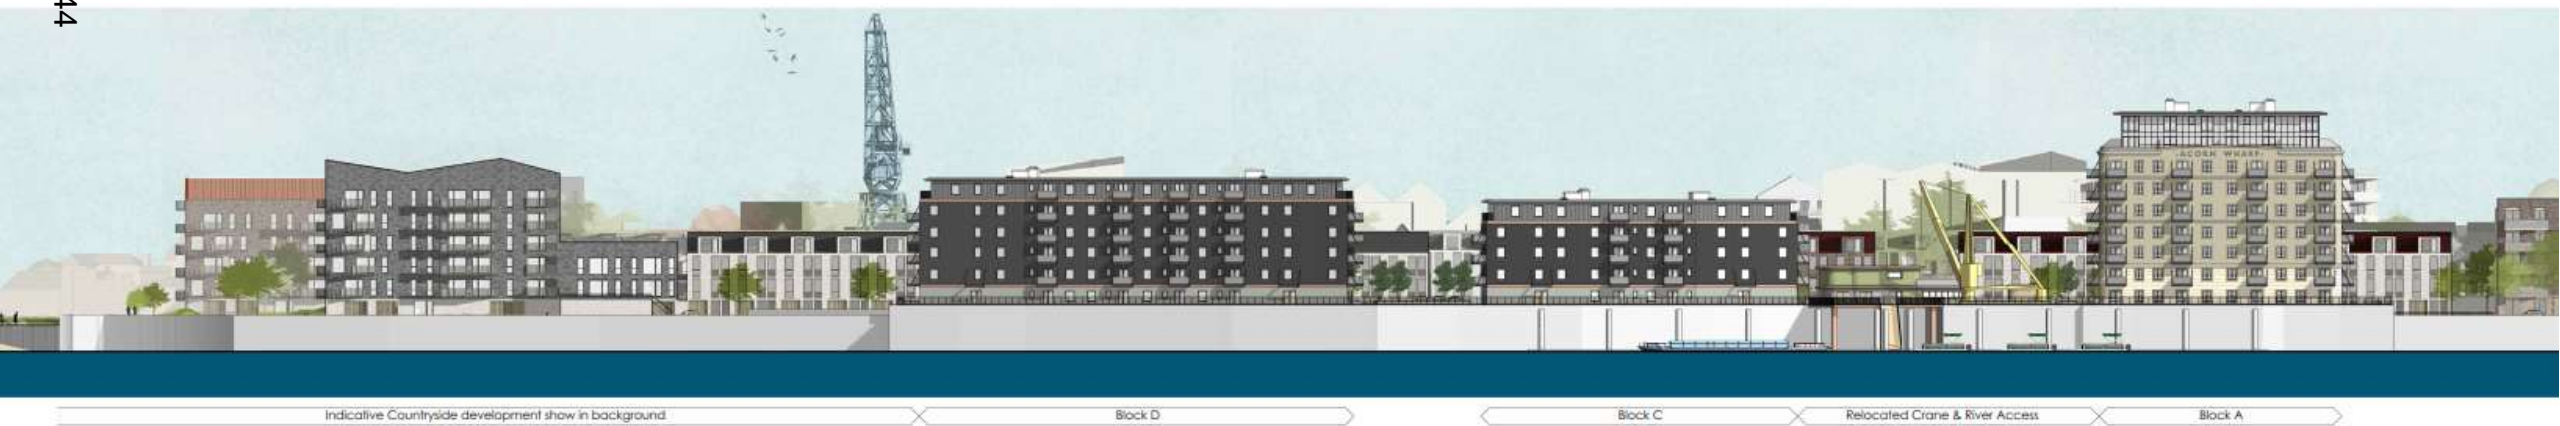 44
ACORN WHARF
Indicative Countryside development show in background
Block D
Block C
Relocated Crane & River Access
Block A